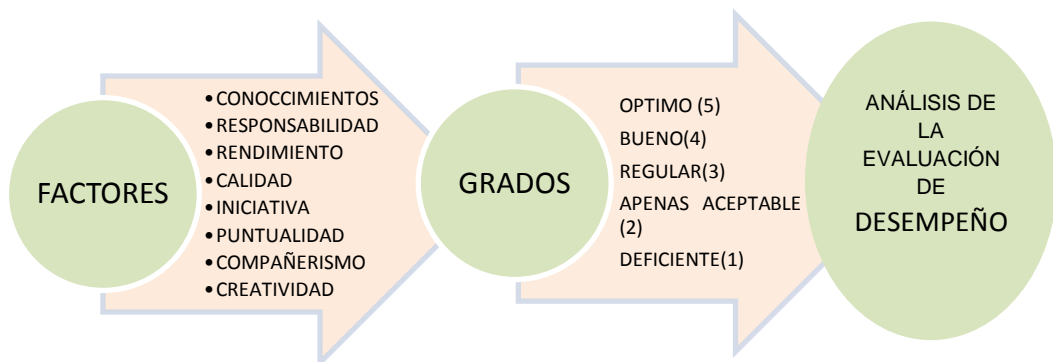 FACTORES
•CONOCCIMIENTOS
•RESPONSABILIDAD
•RENDIMIENTO
•CALIDAD
•INICIATIVA
•PUNTUALIDAD
•COMPAÑERISMO
•CREATIVIDAD
GRADOS
OPTIMO (5)
BUENO(4)
REGULAR(3)
APENAS ACEPTABLE
(2)
DEFICIENTE(1)
ANÁLISIS DE
LA
EVALUACIÓN
DE
DESEMPEÑO